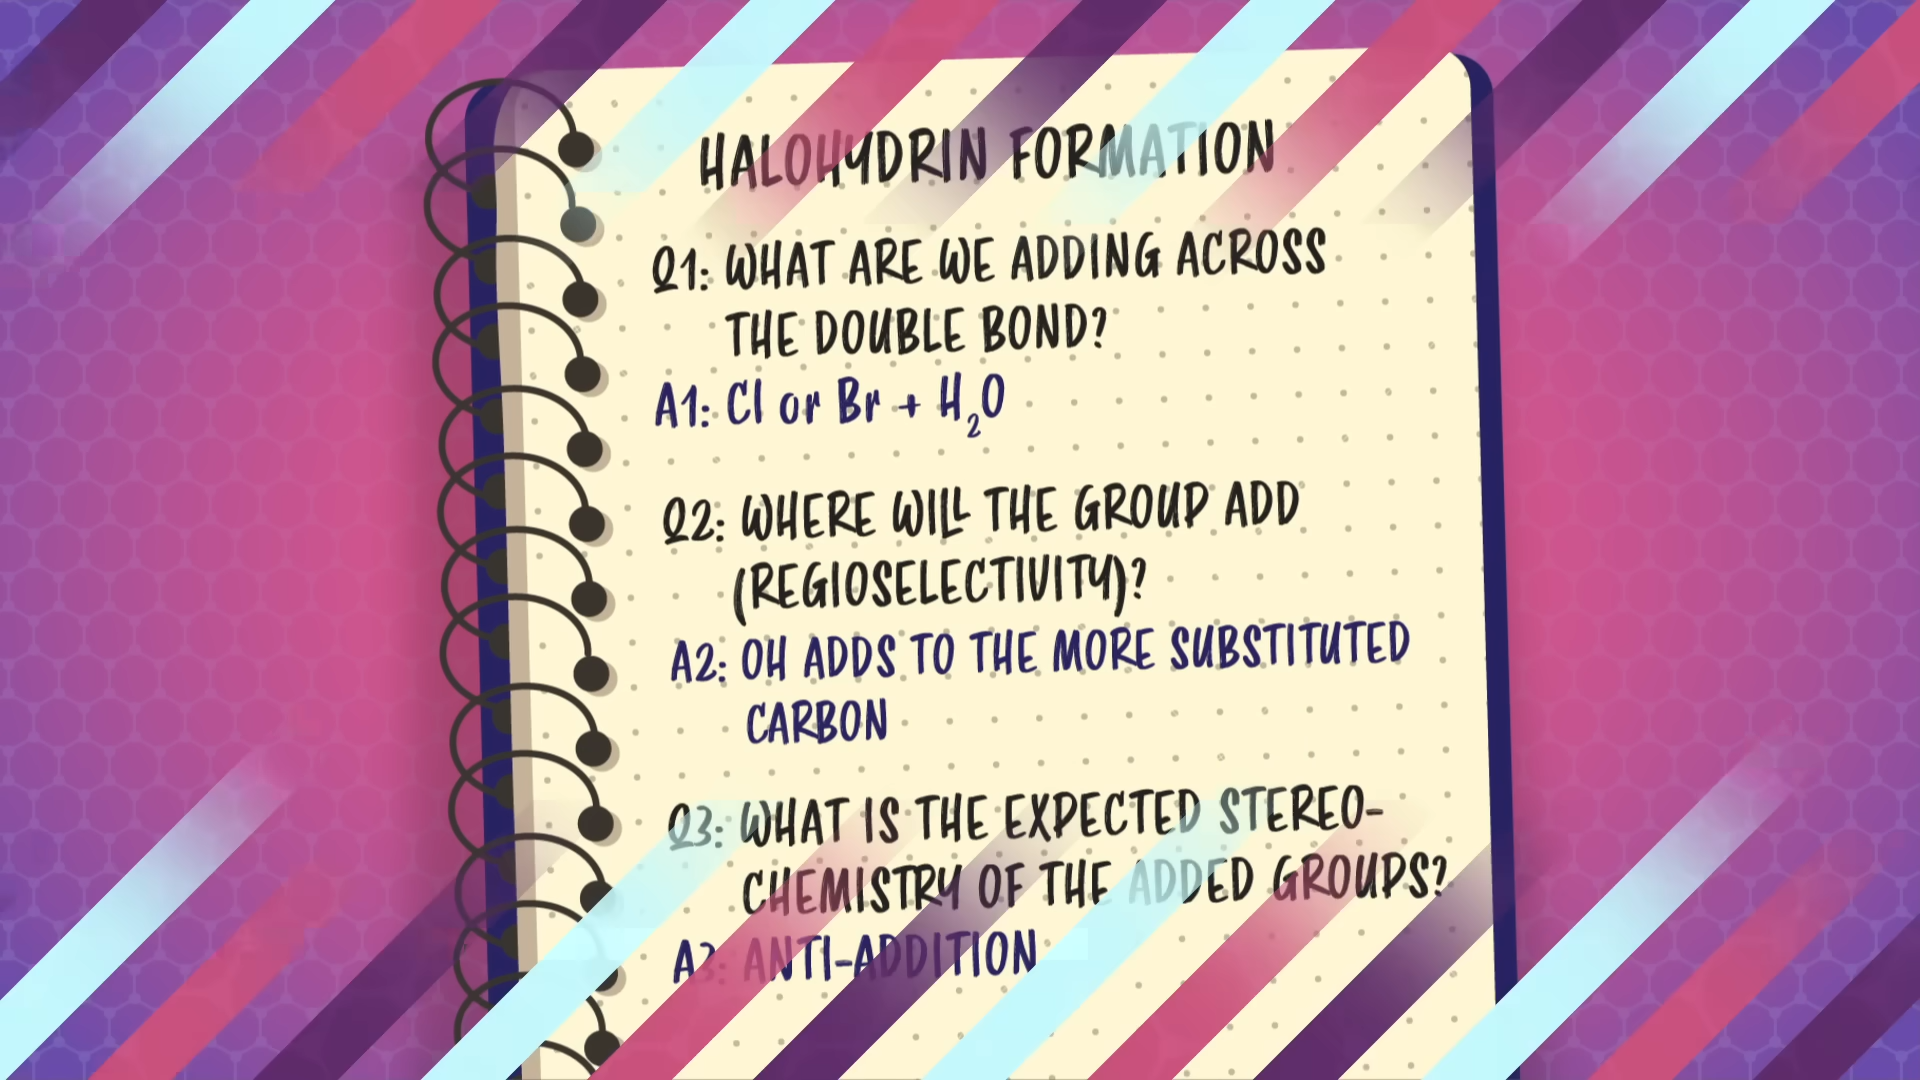 HALOHYDRIN FORMATION
Q1: WHAT ARE WE ADDING ACROSS
THE DOUBLE BOND?
A1: Cl or Br + H₂O
Q2: WHERE WILL THE GROUP ADD
(REGIOSELECTIVITY)?
A2: OH ADDS TO THE MORE SUBSTITUTED
CARBON
Q3: WHAT IS THE EXPECTED STEREO-
CHEMISTRY OF THE ADDED GROUPS?
A3: ANTI-ADDITION